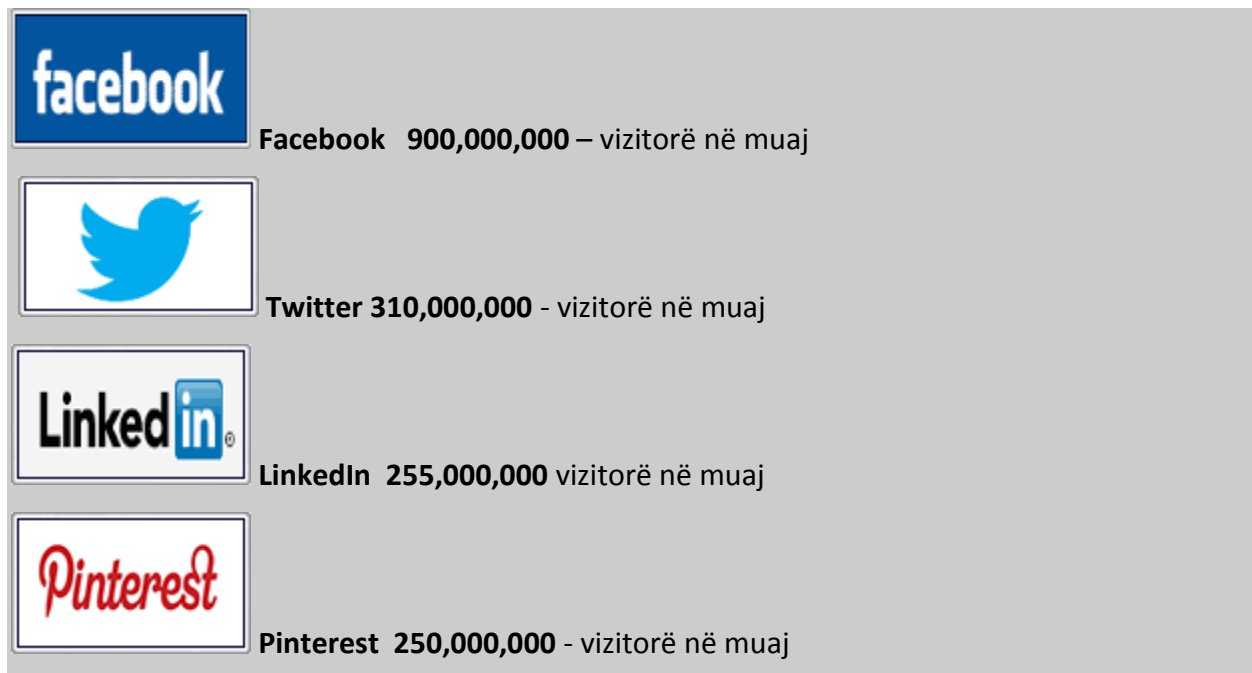 facebook
Facebook 900,000,000 – vizitorë në muaj
Twitter 310,000,000 - vizitorë në muaj
Linked in®
LinkedIn 255,000,000 vizitorë në muaj
Pinterest
Pinterest 250,000,000 - vizitorë në muaj